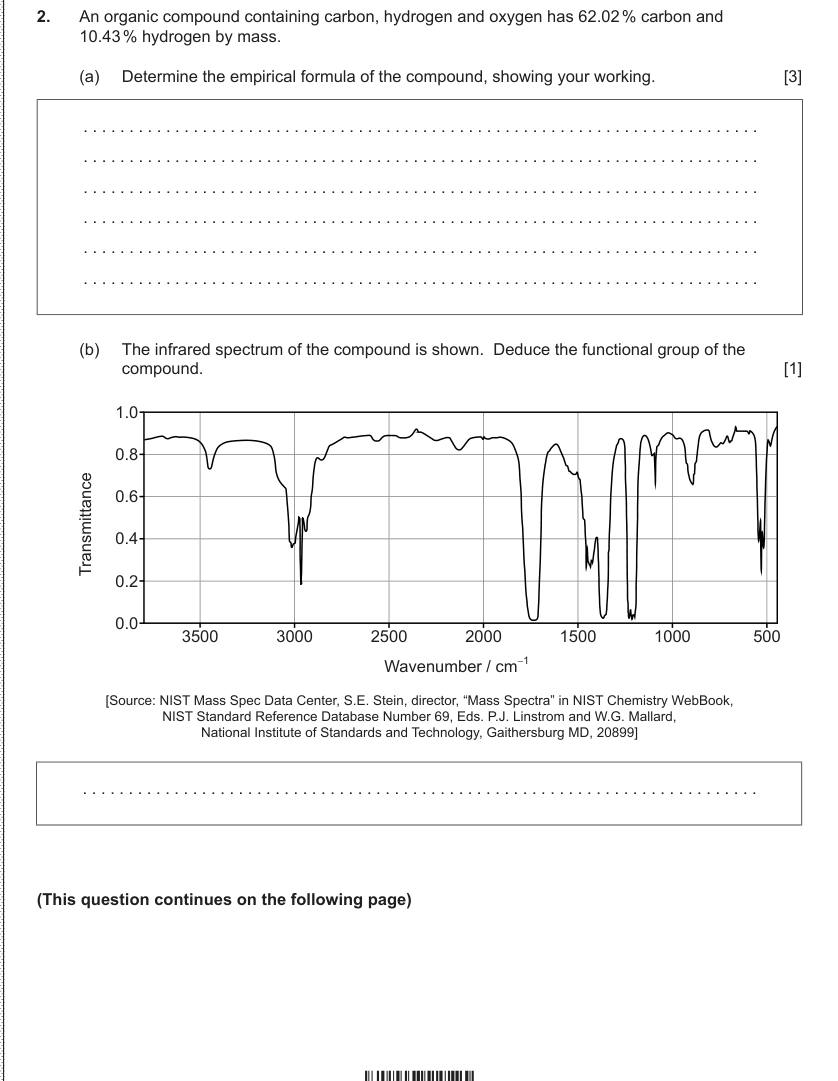 2. An organic compound containing carbon, hydrogen and oxygen has 62.02 % carbon and
10.43 % hydrogen by mass.
(a) Determine the empirical formula of the compound, showing your working. [3]
(b) The infrared spectrum of the compound is shown. Deduce the functional group of the
compound. [1]
1.0
0.8
0.6
0.4
0.2
0.0
Transmittance
3500 3000 2500 2000 1500 1000 500
Wavenumber / cm⁻¹
[Source: NIST Mass Spec Data Center, S.E. Stein, director, “Mass Spectra” in NIST Chemistry WebBook,
NIST Standard Reference Database Number 69, Eds. P.J. Linstrom and W.G. Mallard,
National Institute of Standards and Technology, Gaithersburg MD, 20899]
(This question continues on the following page)